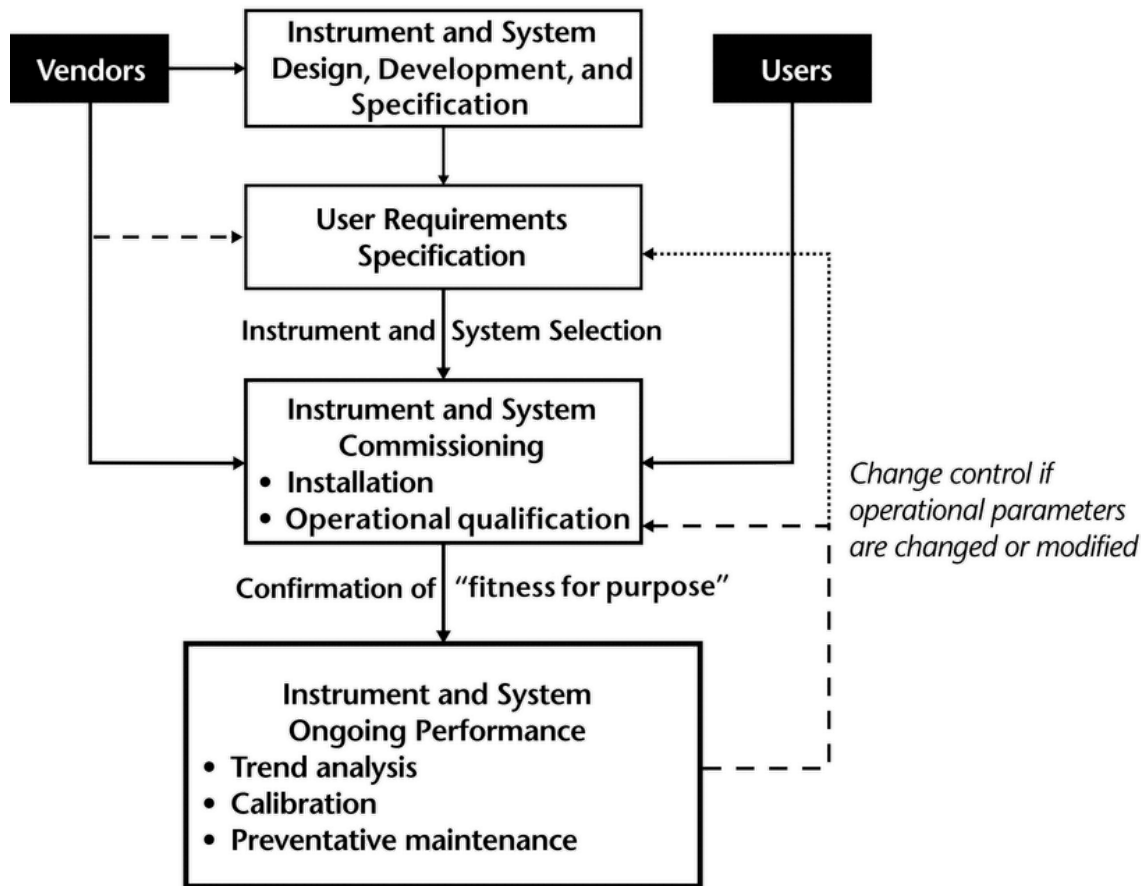 Vendors
Instrument and System
Design, Development, and
Specification
Users
User Requirements
Specification
Instrument and System Selection
Instrument and System
Commissioning
• Installation
• Operational qualification
Change control if
operational parameters
are changed or modified
Confirmation of “fitness for purpose”
Instrument and System
Ongoing Performance
• Trend analysis
• Calibration
• Preventative maintenance